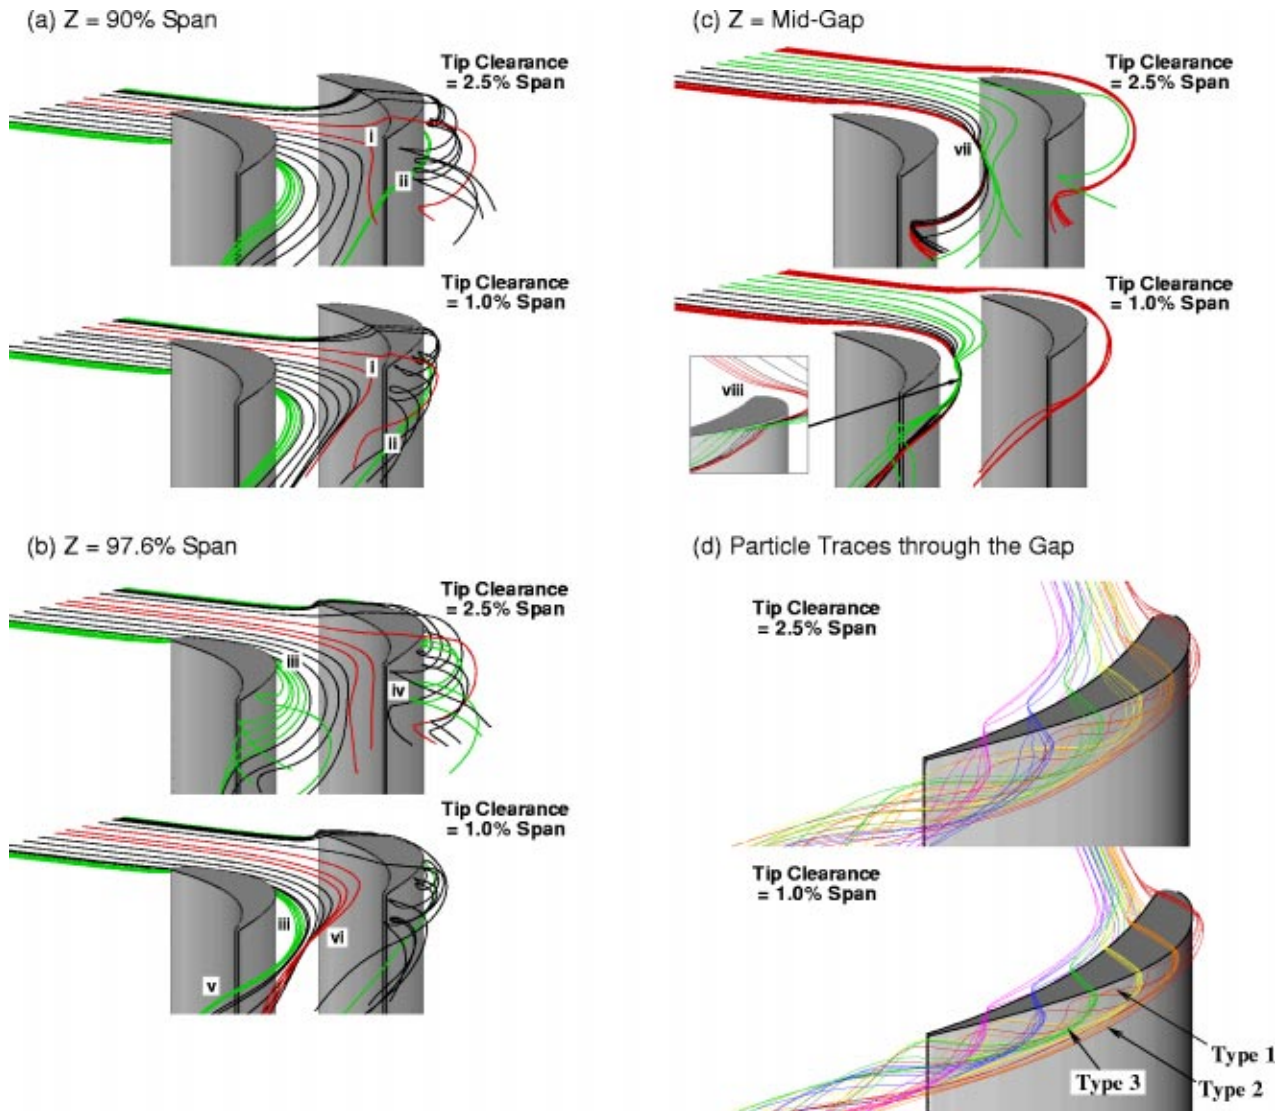 (a) Z = 90% Span
Tip Clearance
= 2.5% Span
i
ii
Tip Clearance
= 1.0% Span
i
ii
(b) Z = 97.6% Span
Tip Clearance
= 2.5% Span
iii
iv
Tip Clearance
= 1.0% Span
iii
vi
v
(c) Z = Mid-Gap
Tip Clearance
= 2.5% Span
vii
Tip Clearance
= 1.0% Span
viii
(d) Particle Traces through the Gap
Tip Clearance
= 2.5% Span
Tip Clearance
= 1.0% Span
Type 1
Type 2
Type 3